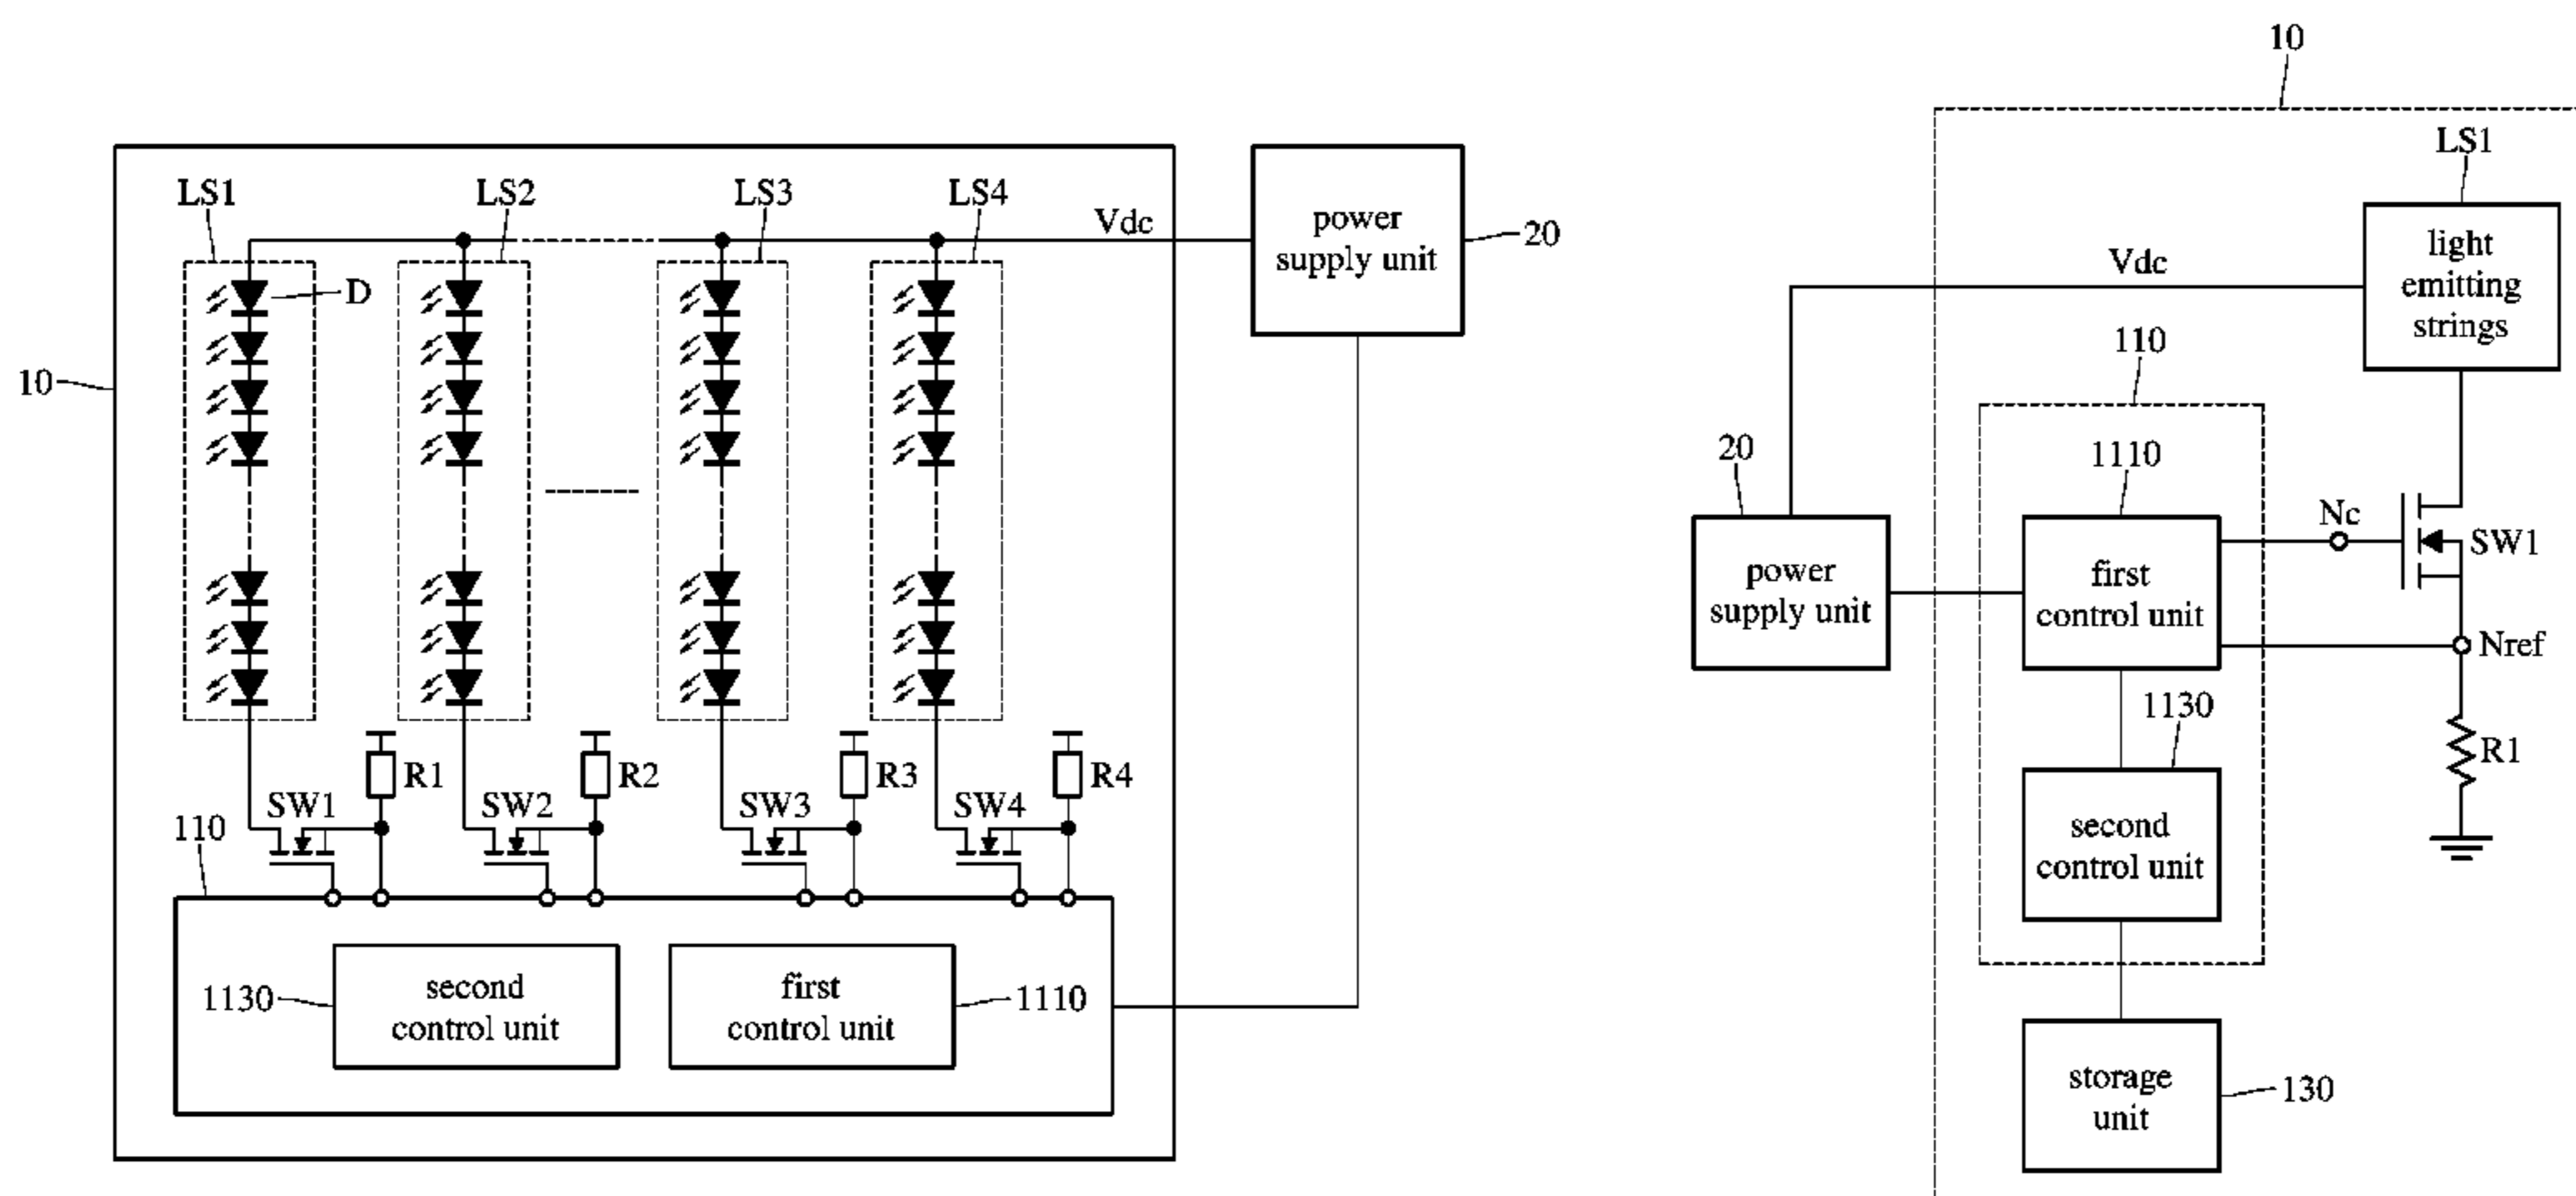 LS1
LS2
LS3
LS4
Vdc
power
supply unit
20
D
10
R1
R2
R3
R4
SW1
SW2
SW3
SW4
110
1130
second
control unit
first
control unit
1110
10
LS1
light
emitting
strings
Vdc
110
20
1110
Nc
SW1
power
supply unit
first
control unit
Nref
1130
R1
second
control unit
storage
unit
130